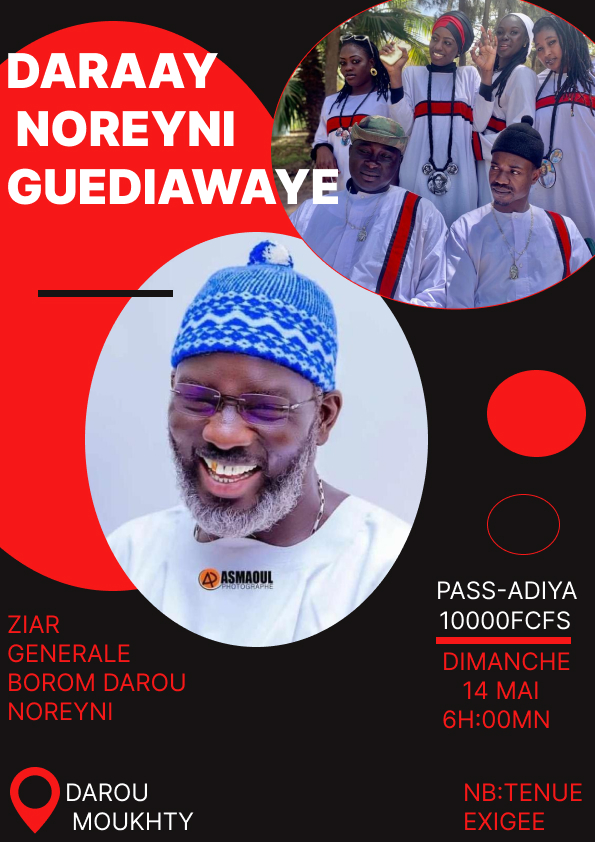 DARAAY
NOREYNI
GUEDIAWAYE
ASMAOUL
PHOTOGRAPHE
PASS-ADIYA
10000FCFS
ZIAR
GENERALE
BOROM DAROU
NOREYNI
DIMANCHE
14 MAI
6H:00MN
DAROU
MOUKHTY
NB:TENUE
EXIGEE